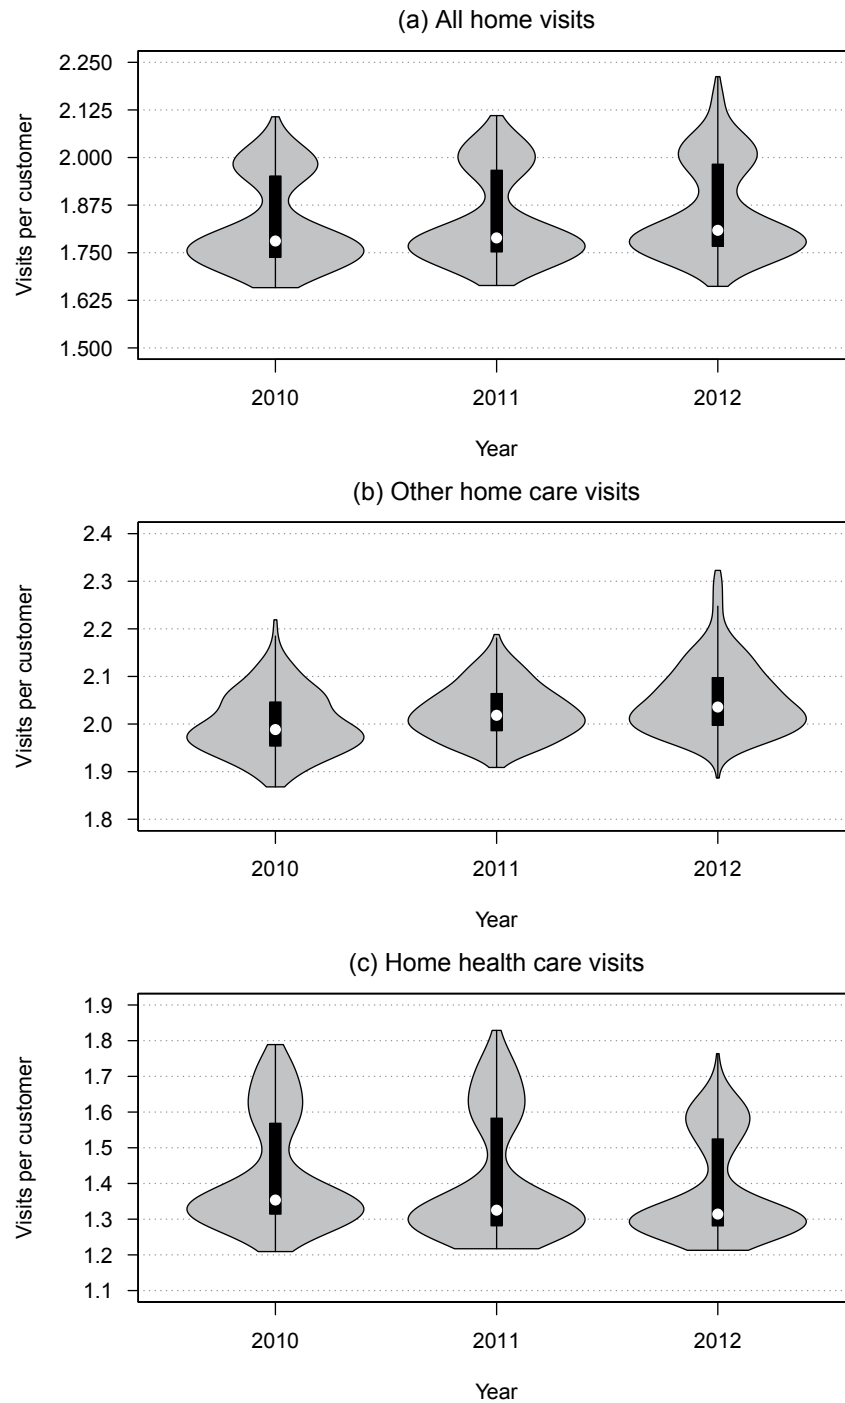 (a) All home visits
Visits per customer
2.250
2.125
2.000
1.875
1.750
1.625
1.500
2010 2011 2012
Year
(b) Other home care visits
Visits per customer
2.4
2.3
2.2
2.1
2.0
1.9
1.8
2010 2011 2012
Year
(c) Home health care visits
Visits per customer
1.9
1.8
1.7
1.6
1.5
1.4
1.3
1.2
1.1
2010 2011 2012
Year